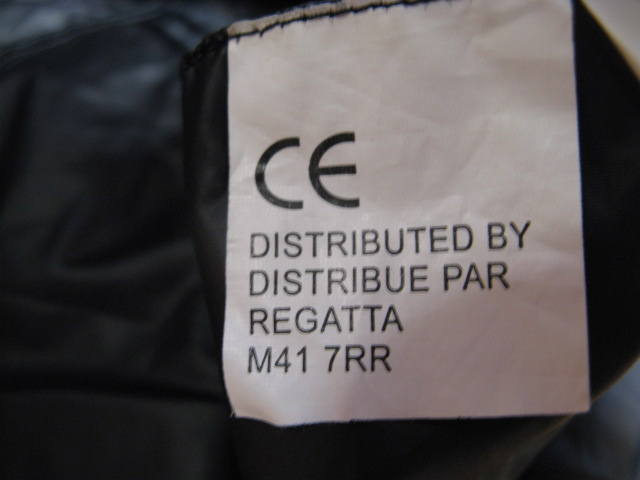 CE
DISTRIBUTED BY
DISTRIBUE PAR
REGATTA
M41 7RR